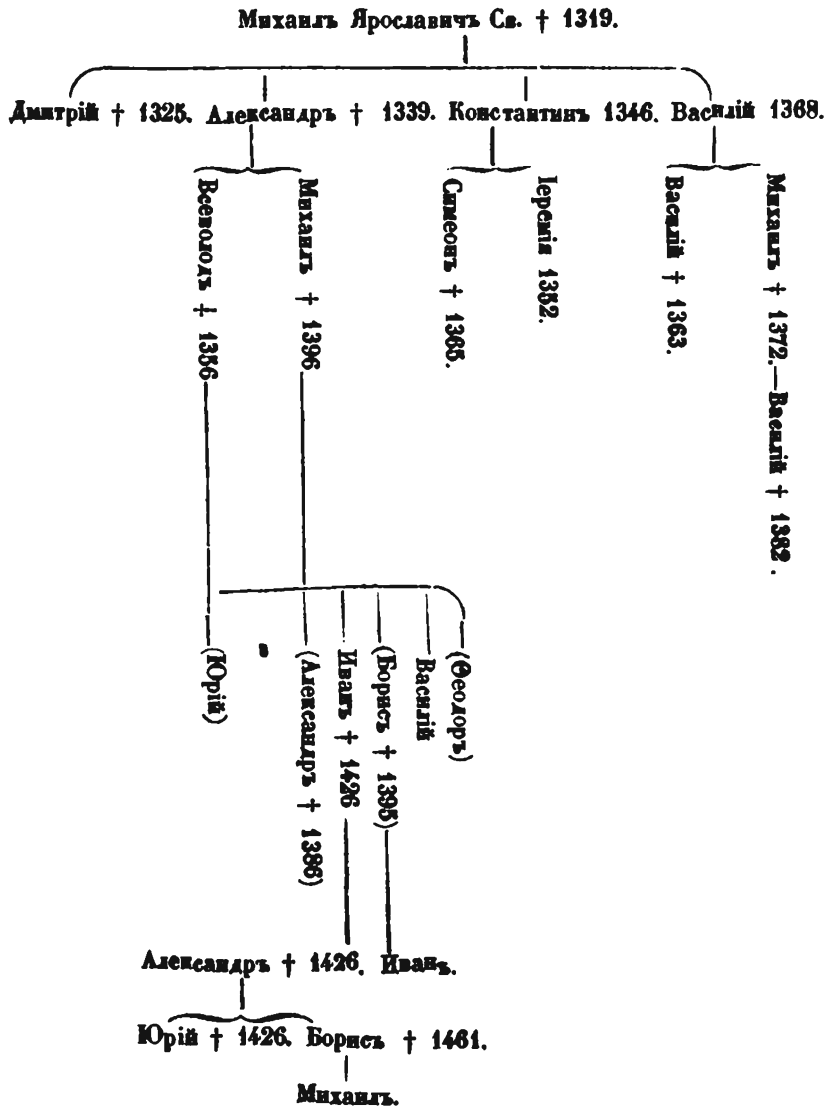 Михаилъ Ярославичъ Св. † 1319.
Дмитрій † 1325. Александръ † 1339. Константинъ 1346. Василій 1368.
Всеволодъ † 1356
Михаилъ † 1396
Симеонъ † 1365.
Іеремія 1352.
Василій † 1363.
Михаилъ † 1372.—Василій † 1382.
(Юрій)
(Александръ † 1386)
Иванъ † 1426
(Борисъ † 1395)
Василій
(Ѳеодоръ)
Александръ † 1426. Иванъ.
Юрій † 1426. Борисъ † 1461.
Михаилъ.